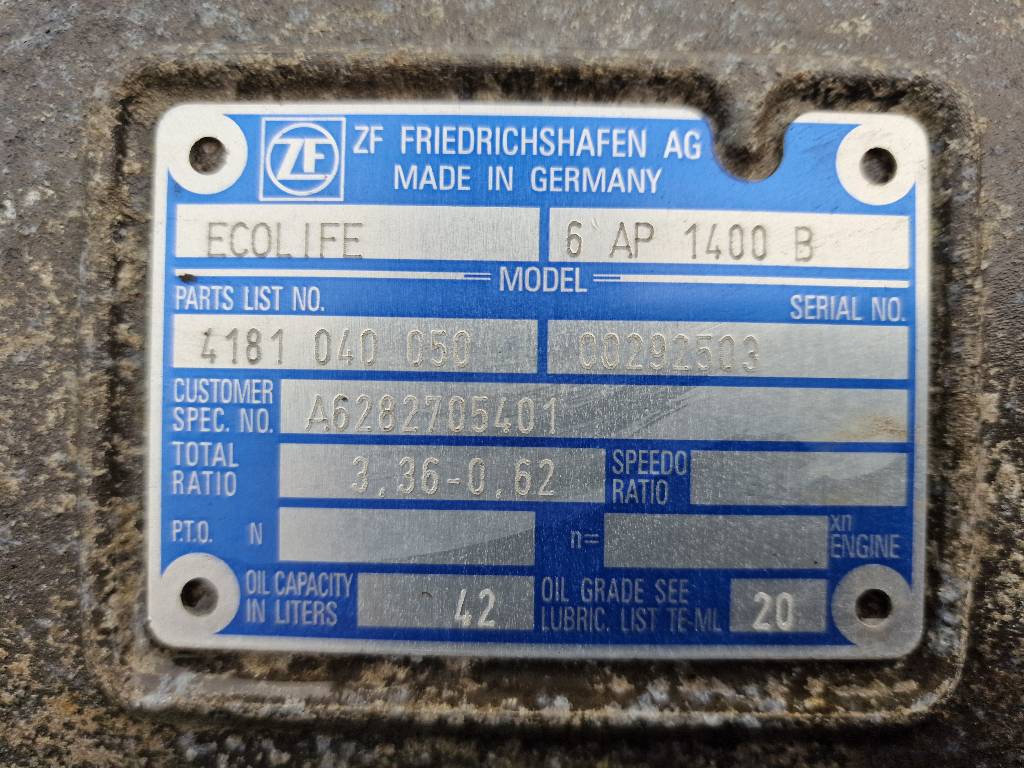 ZF ZF FRIEDRICHSHAFEN AG
MADE IN GERMANY
ECOLIFE 6 AP 1400 B
MODEL
PARTS LIST NO. SERIAL NO.
4181 040 050 00292503
CUSTOMER SPEC. NO. A6282705401
TOTAL RATIO 3,36-0,62 SPEEDO RATIO
P.T.O. N n= xn ENGINE
OIL CAPACITY IN LITERS 42 OIL GRADE SEE LUBRIC. LIST TE-ML 20